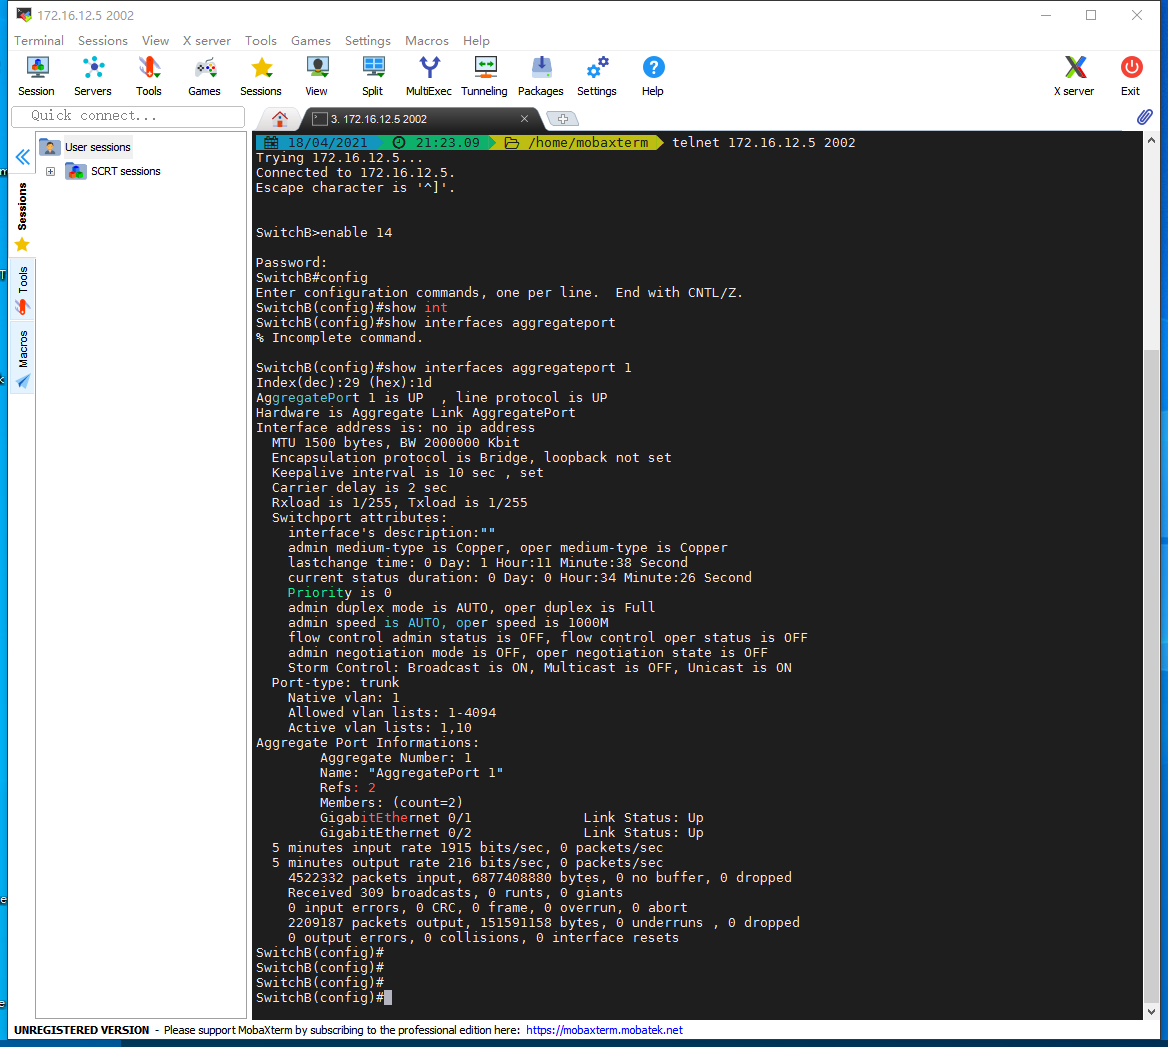 172.16.12.5 2002
Terminal Sessions View X server Tools Games Settings Macros Help
Session Servers Tools Games Sessions View Split MultiExec Tunneling Packages Settings Help X server Exit
Quick connect...
3. 172.16.12.5 2002
User sessions
SCRT sessions
Sessions
Tools
Macros
18/04/2021 21:23.09 /home/mobaxterm telnet 172.16.12.5 2002
Trying 172.16.12.5...
Connected to 172.16.12.5.
Escape character is '^]'.
SwitchB>enable 14
Password:
SwitchB#config
Enter configuration commands, one per line.  End with CNTL/Z.
SwitchB(config)#show int
SwitchB(config)#show interfaces aggregateport
% Incomplete command.
SwitchB(config)#show interfaces aggregateport 1
Index(dec):29 (hex):1d
AggregatePort 1 is UP  , line protocol is UP
Hardware is Aggregate Link AggregatePort
Interface address is: no ip address
  MTU 1500 bytes, BW 2000000 Kbit
  Encapsulation protocol is Bridge, loopback not set
  Keepalive interval is 10 sec , set
  Carrier delay is 2 sec
  Rxload is 1/255, Txload is 1/255
  Switchport attributes:
    interface's description:""
    admin medium-type is Copper, oper medium-type is Copper
    lastchange time: 0 Day: 1 Hour:11 Minute:38 Second
    current status duration: 0 Day: 0 Hour:34 Minute:26 Second
    Priority is 0
    admin duplex mode is AUTO, oper duplex is Full
    admin speed is AUTO, oper speed is 1000M
    flow control admin status is OFF, flow control oper status is OFF
    admin negotiation mode is OFF, oper negotiation state is OFF
    Storm Control: Broadcast is ON, Multicast is OFF, Unicast is ON
  Port-type: trunk
    Native vlan: 1
    Allowed vlan lists: 1-4094
    Active vlan lists: 1,10
Aggregate Port Informations:
        Aggregate Number: 1
        Name: "AggregatePort 1"
        Refs: 2
        Members: (count=2)
        GigabitEthernet 0/1              Link Status: Up
        GigabitEthernet 0/2              Link Status: Up
  5 minutes input rate 1915 bits/sec, 0 packets/sec
  5 minutes output rate 216 bits/sec, 0 packets/sec
    4522332 packets input, 6877408880 bytes, 0 no buffer, 0 dropped
    Received 309 broadcasts, 0 runts, 0 giants
    0 input errors, 0 CRC, 0 frame, 0 overrun, 0 abort
    2209187 packets output, 151591158 bytes, 0 underruns , 0 dropped
    0 output errors, 0 collisions, 0 interface resets
SwitchB(config)#
SwitchB(config)#
SwitchB(config)#
SwitchB(config)#
UNREGISTERED VERSION - Please support MobaXterm by subscribing to the professional edition here: https://mobaxterm.mobatek.net